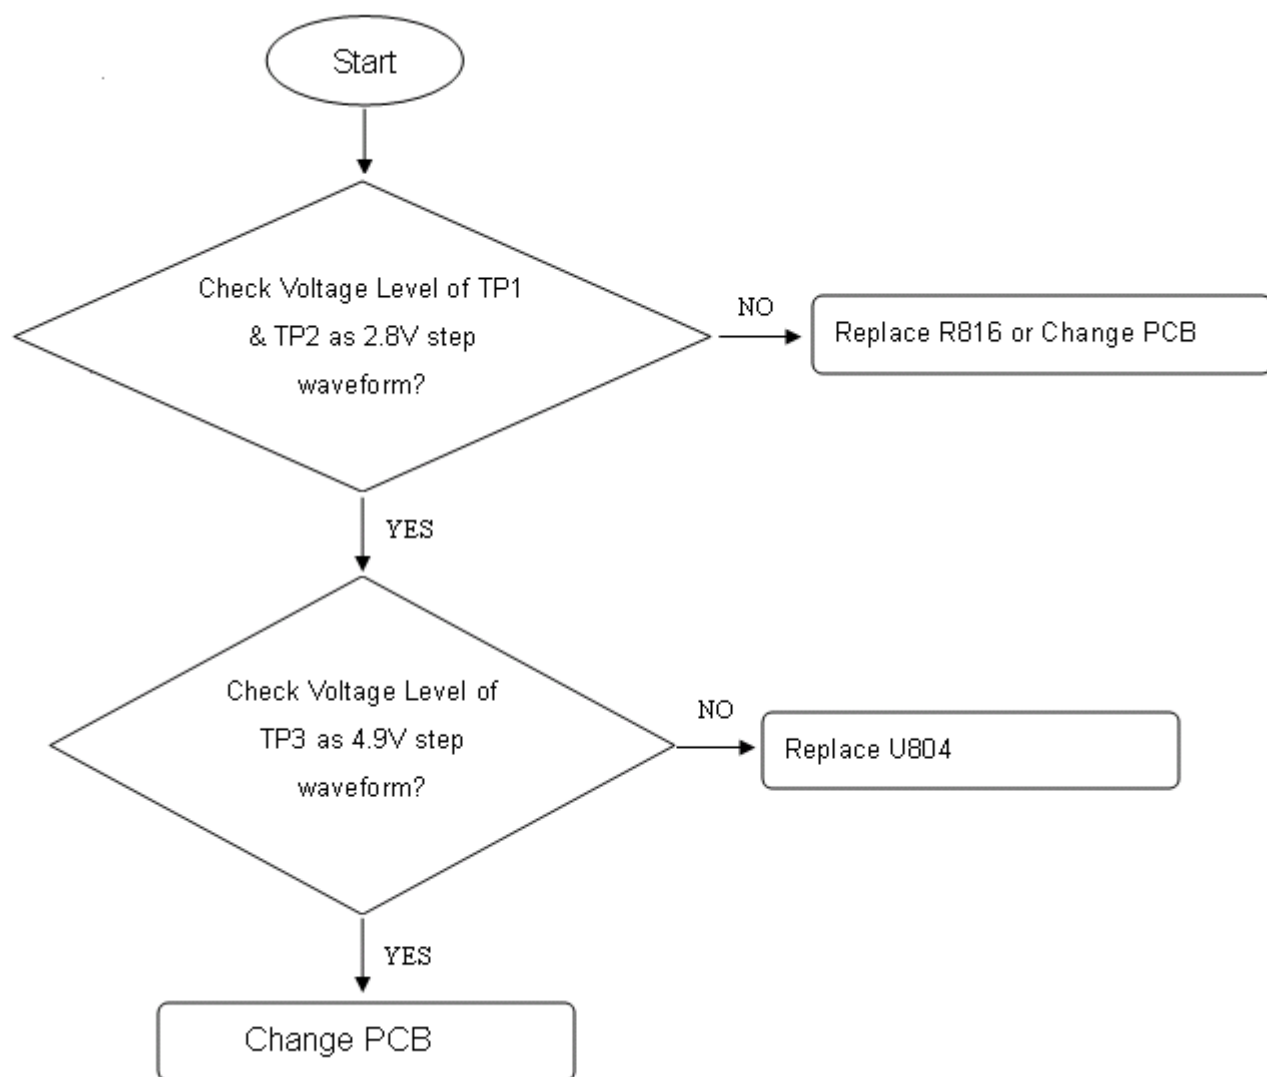 Start
Check Voltage Level of TP1
& TP2 as 2.8V step
waveform?
NO
Replace R816 or Change PCB
YES
Check Voltage Level of
TP3 as 4.9V step
waveform?
NO
Replace U804
YES
Change PCB